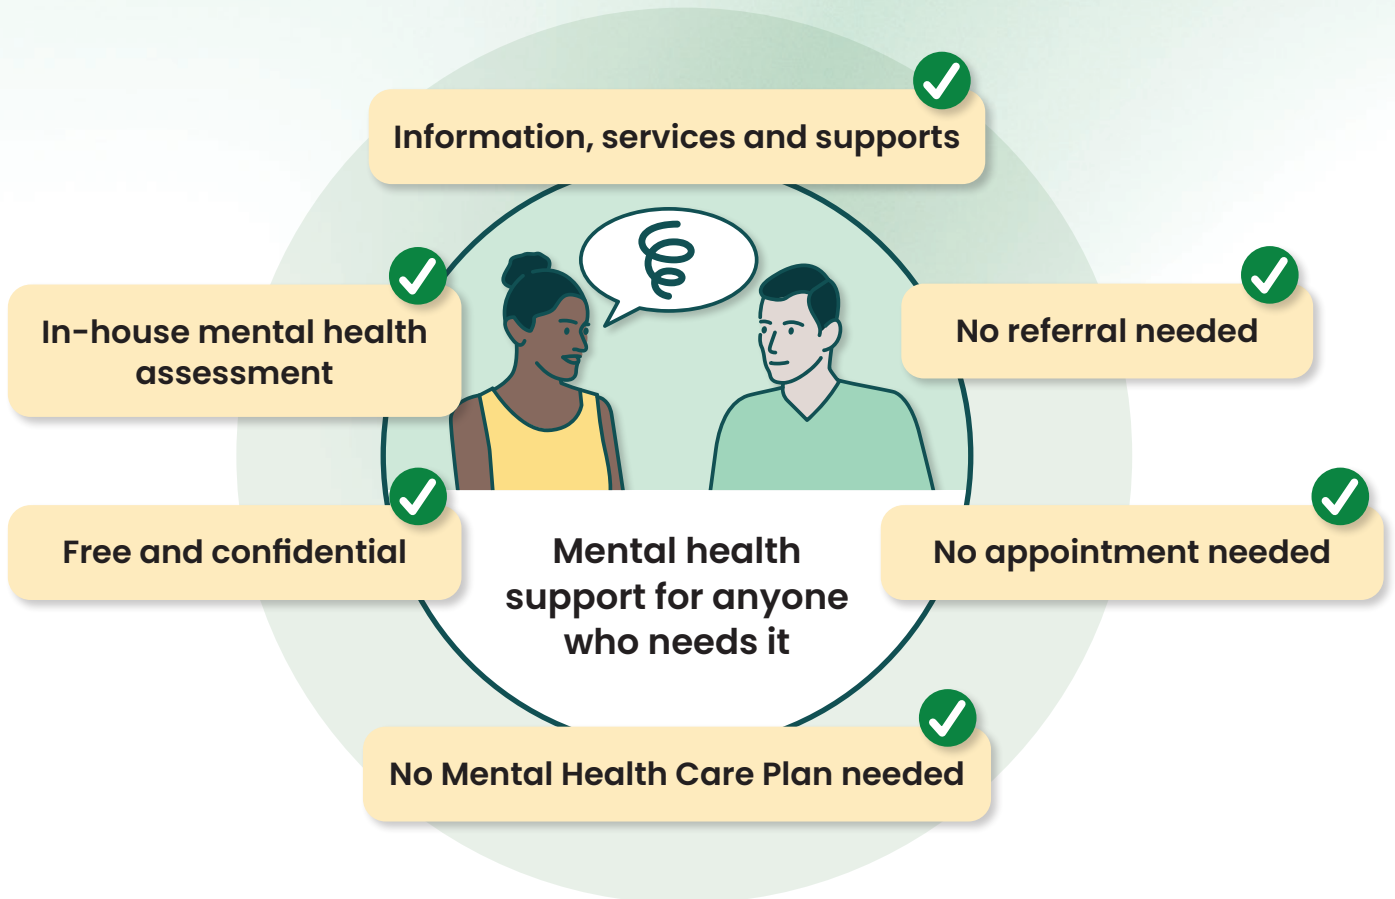 Information, services and supports
In-house mental health
assessment
No referral needed
Free and confidential
Mental health
support for anyone
who needs it
No appointment needed
No Mental Health Care Plan needed